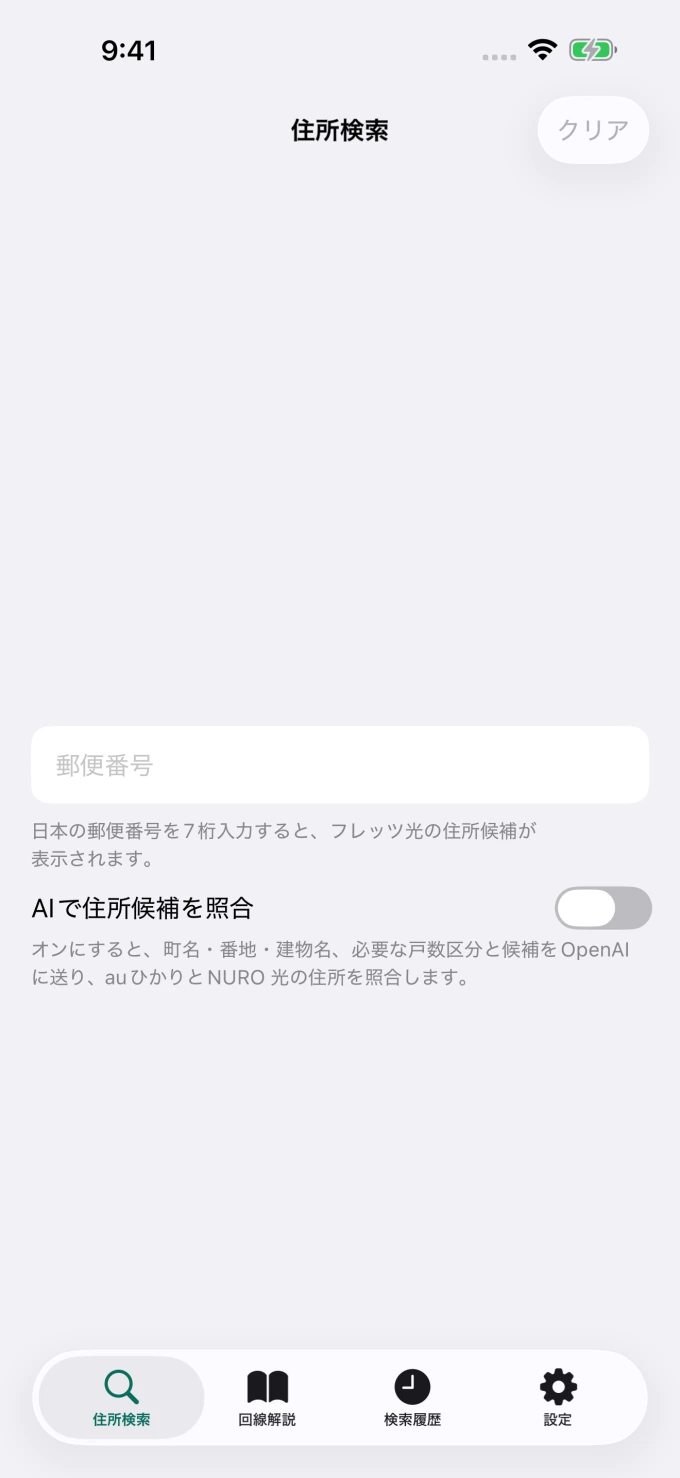 9:41
住所検索
クリア
郵便番号
日本の郵便番号を7桁入力すると、フレッツ光の住所候補が
表示されます。
AIで住所候補を照合
オンにすると、町名・番地・建物名、必要な戸数区分と候補をOpenAI
に送り、auひかりとNURO 光の住所を照合します。
住所検索
回線解説
検索履歴
設定